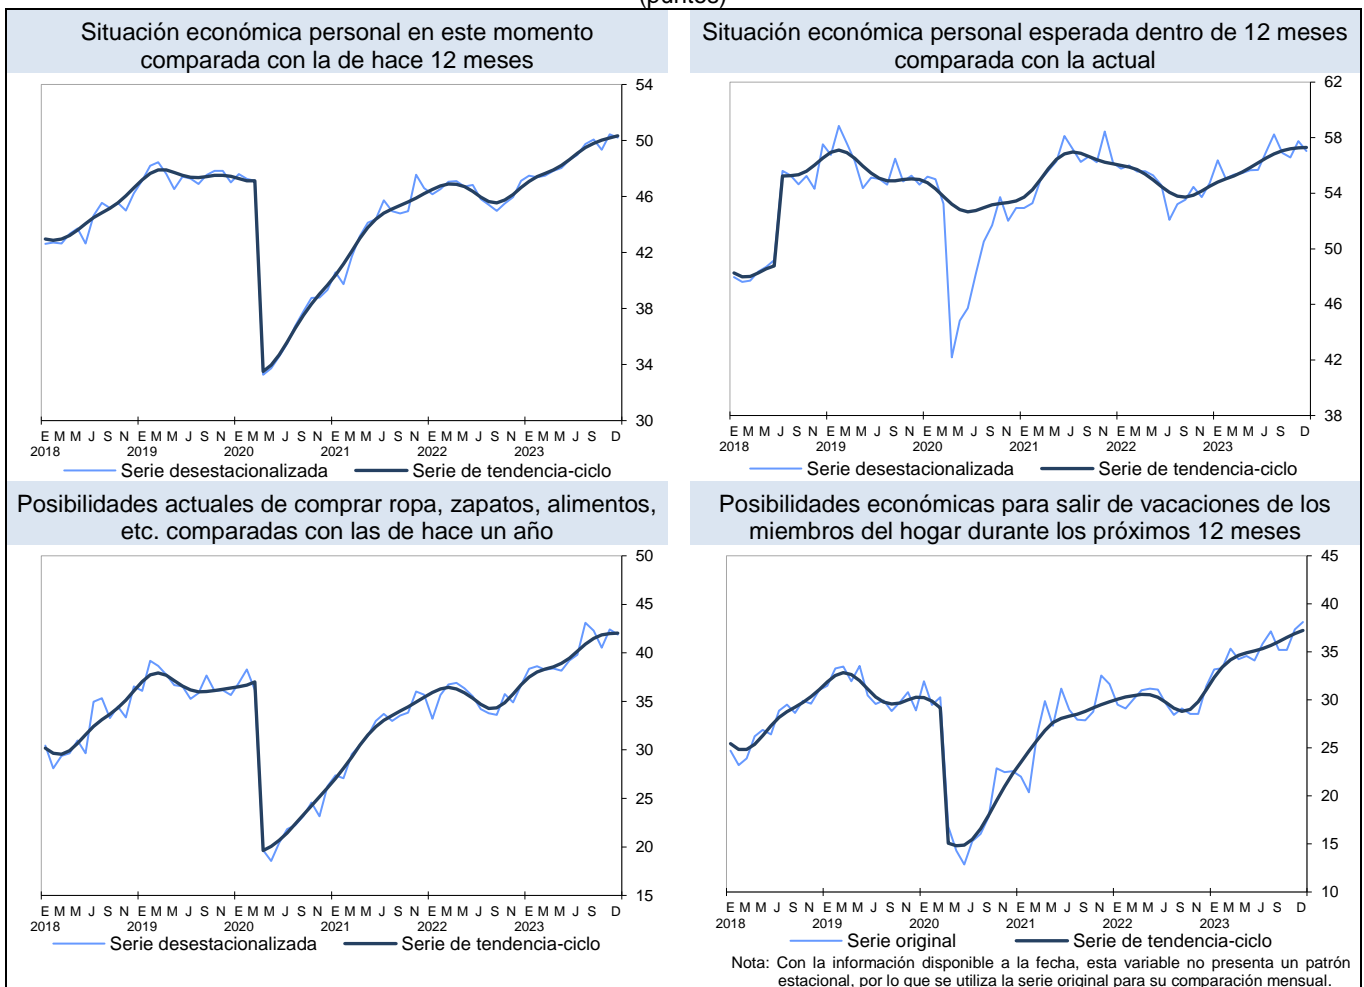 (puntos)
Situación económica personal en este momento
comparada con la de hace 12 meses
54
50
46
42
38
34
30
E M M J S N E M M J S N E M M J S N E M M J S N E M M J S N E M M J S D
2018 2019 2020 2021 2022 2023
Serie desestacionalizada Serie de tendencia-ciclo
Situación económica personal esperada dentro de 12 meses
comparada con la actual
62
58
54
50
46
42
38
E M M J S N E M M J S N E M M J S N E M M J S N E M M J S N E M M J S D
2018 2019 2020 2021 2022 2023
Serie desestacionalizada Serie de tendencia-ciclo
Posibilidades actuales de comprar ropa, zapatos, alimentos,
etc. comparadas con las de hace un año
50
45
40
35
30
25
20
15
E M M J S N E M M J S N E M M J S N E M M J S N E M M J S N E M M J S D
2018 2019 2020 2021 2022 2023
Serie desestacionalizada Serie de tendencia-ciclo
Posibilidades económicas para salir de vacaciones de los
miembros del hogar durante los próximos 12 meses
45
40
35
30
25
20
15
10
E M M J S N E M M J S N E M M J S N E M M J S N E M M J S N E M M J S D
2018 2019 2020 2021 2022 2023
Serie original Serie de tendencia-ciclo
Nota: Con la información disponible a la fecha, esta variable no presenta un patrón
estacional, por lo que se utiliza la serie original para su comparación mensual.